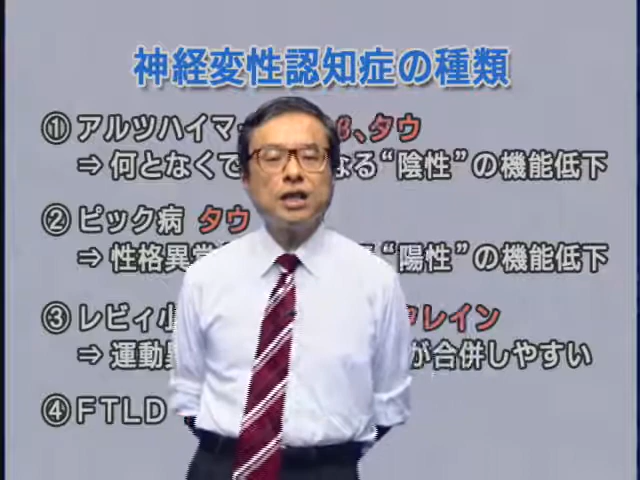 神経変性認知症の種類
① アルツハイマー β、タウ
⇒ 何となくで なる“陰性”の機能低下
② ピック病 タウ
⇒ 性格異常 “陽性”の機能低下
③ レビィ小 クレイン
⇒ 運動異 が合併しやすい
④ FTLD